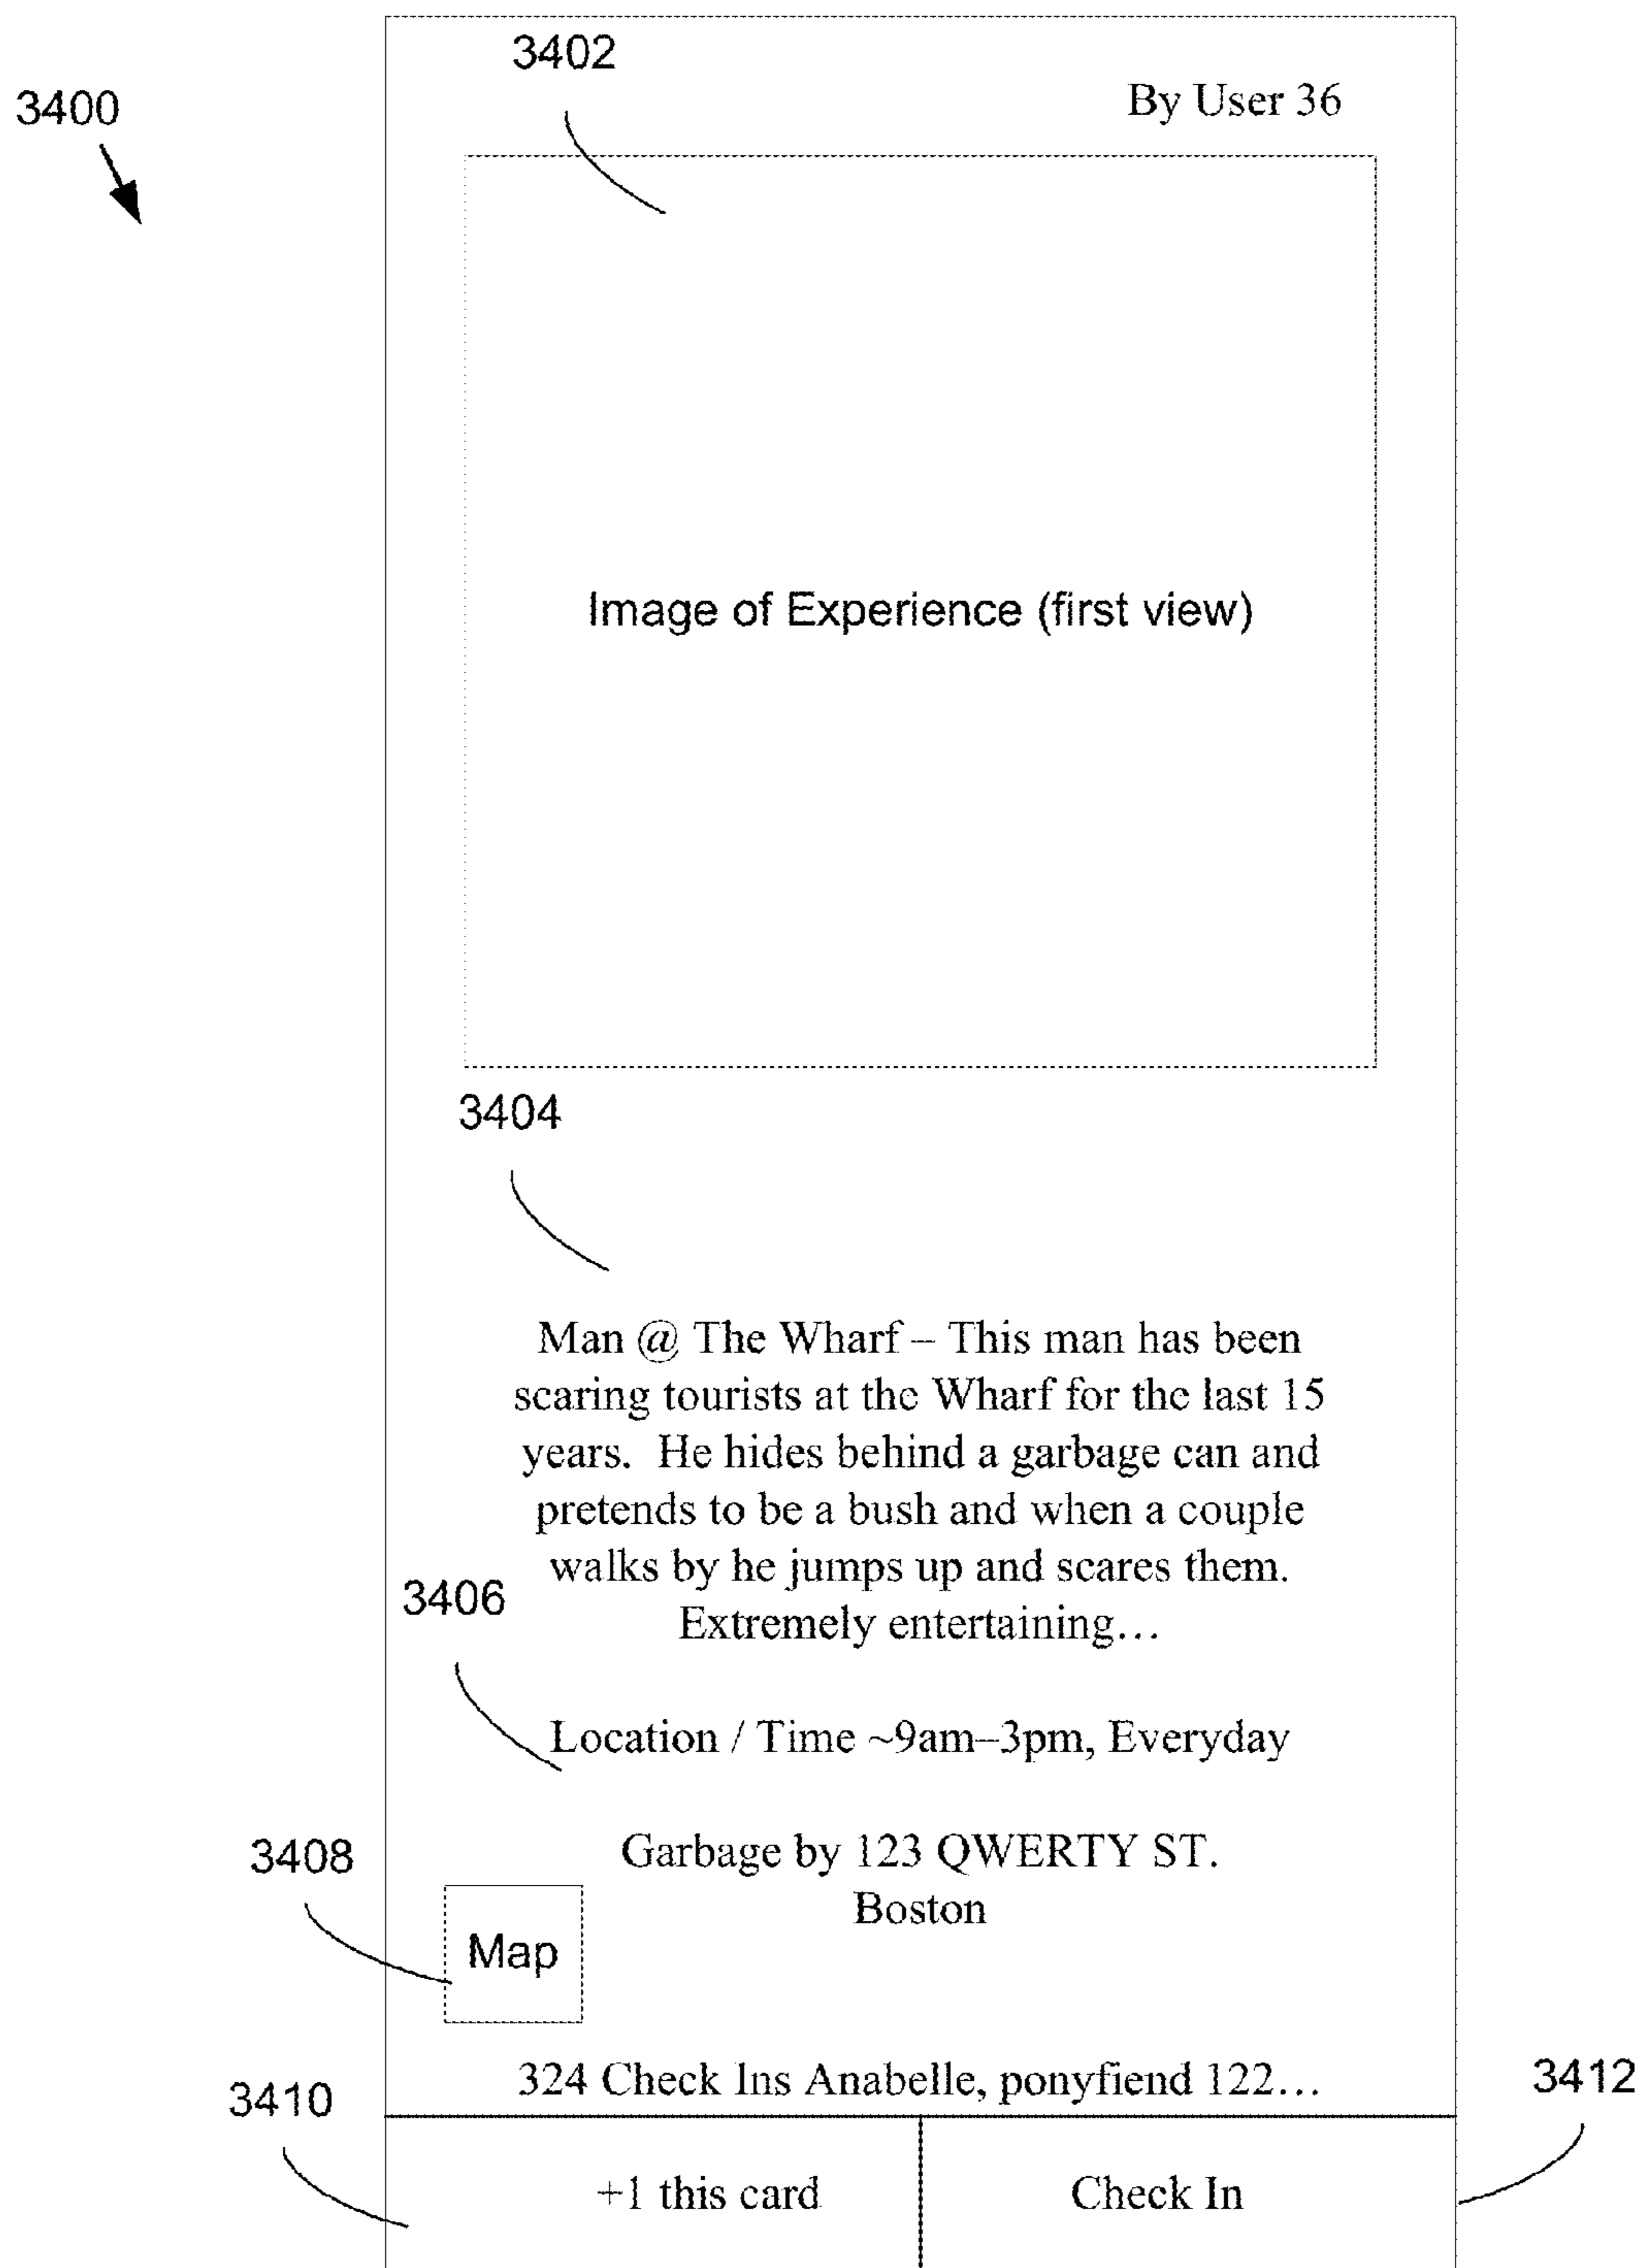 3402
By User 36
3400
Image of Experience (first view)
3404
Man @ The Wharf – This man has been
scaring tourists at the Wharf for the last 15
years.  He hides behind a garbage can and
pretends to be a bush and when a couple
walks by he jumps up and scares them.
3406
Extremely entertaining…
Location / Time ~9am–3pm, Everyday
3408
Garbage by 123 QWERTY ST.
Boston
Map
324 Check Ins Anabelle, ponyfiend 122…
3410
3412
+1 this card
Check In